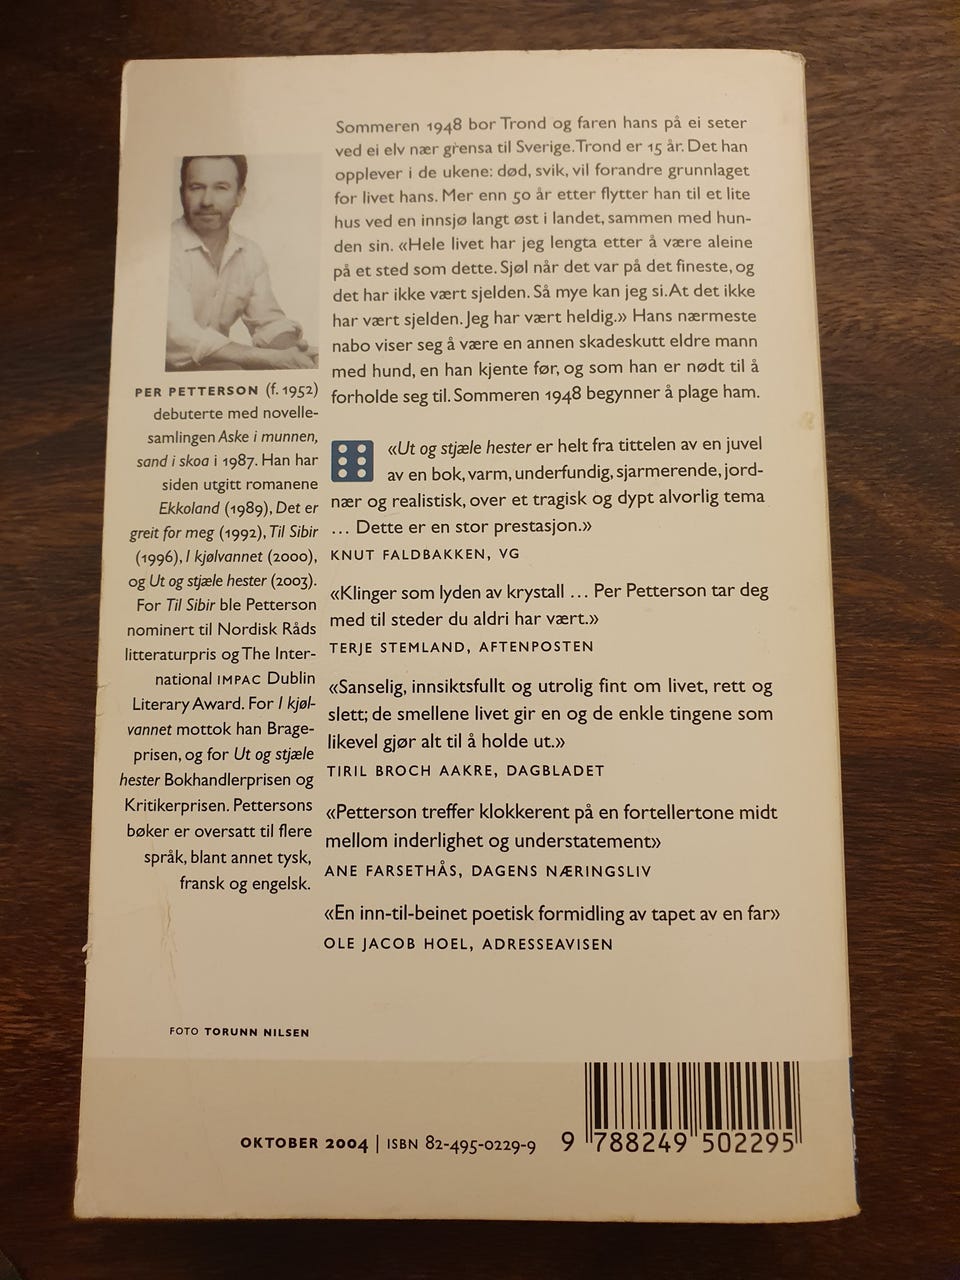 Sommeren 1948 bor Trond og faren hans på ei seter
ved ei elv nær grensa til Sverige. Trond er 15 år. Det han
opplever i de ukene: død, svik, vil forandre grunnlaget
for livet hans. Mer enn 50 år etter flytter han til et lite
hus ved en innsjø langt øst i landet, sammen med hun-
den sin. «Hele livet har jeg lengta etter å være aleine
på et sted som dette. Sjøl når det var på det fineste, og
det har ikke vært sjelden. Så mye kan jeg si. At det ikke
har vært sjelden. Jeg har vært heldig.» Hans nærmeste
nabo viser seg å være en annen skadeskutt eldre mann
med hund, en han kjente før, og som han er nødt til å
forholde seg til. Sommeren 1948 begynner å plage ham.
«Ut og stjæle hester er helt fra tittelen av en juvel
av en bok, varm, underfundig, sjarmerende, jord-
nær og realistisk, over et tragisk og dypt alvorlig tema
... Dette er en stor prestasjon.»
KNUT FALDBAKKEN, VG
«Klinger som lyden av krystall ... Per Petterson tar deg
med til steder du aldri har vært.»
TERJE STEMLAND, AFTENPOSTEN
«Sanselig, innsiktsfullt og utrolig fint om livet, rett og
slett; de smellene livet gir en og de enkle tingene som
likevel gjør alt til å holde ut.»
TIRIL BROCH AAKRE, DAGBLADET
«Petterson treffer klokkerent på en fortellertone midt
mellom inderlighet og understatement»
ANE FARSETHÅS, DAGENS NÆRINGSLIV
«En inn-til-beinet poetisk formidling av tapet av en far»
OLE JACOB HOEL, ADRESSEAVISEN
PER PETTERSON (f. 1952)
debuterte med novelle-
samlingen Aske i munnen,
sand i skoa i 1987. Han har
siden utgitt romanene
Ekkoland (1989), Det er
greit for meg (1992), Til Sibir
(1996), I kjølvannet (2000),
og Ut og stjæle hester (2003).
For Til Sibir ble Petterson
nominert til Nordisk Råds
litteraturpris og The Inter-
national IMPAC Dublin
Literary Award. For I kjøl-
vannet mottok han Brage-
prisen, og for Ut og stjæle
hester Bokhandlerprisen og
Kritikerprisen. Pettersons
bøker er oversatt til flere
språk, blant annet tysk,
fransk og engelsk.
FOTO TORUNN NILSEN
OKTOBER 2004 | ISBN 82-495-0229-9
9 788249 502295